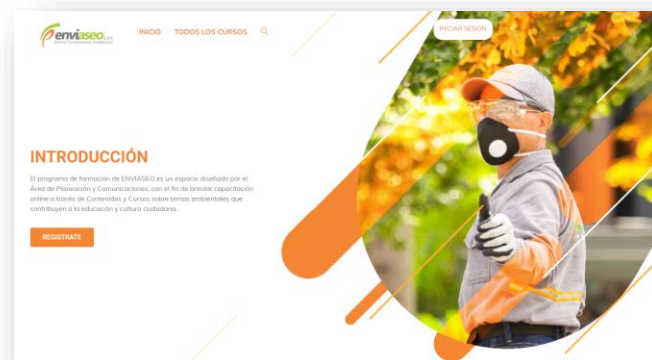 enviaseo
INICIO TODOS LOS CURSOS
INICIAR SESIÓN
INTRODUCCIÓN
El programa de formación de ENVIASEO es un espacio diseñado por el
Área de Planeación y Comunicaciones, con el fin de brindar capacitación
online a través de Contenidos y Cursos sobre temas ambientales que
contribuyen a la educación y cultura ciudadana.
REGISTRATE